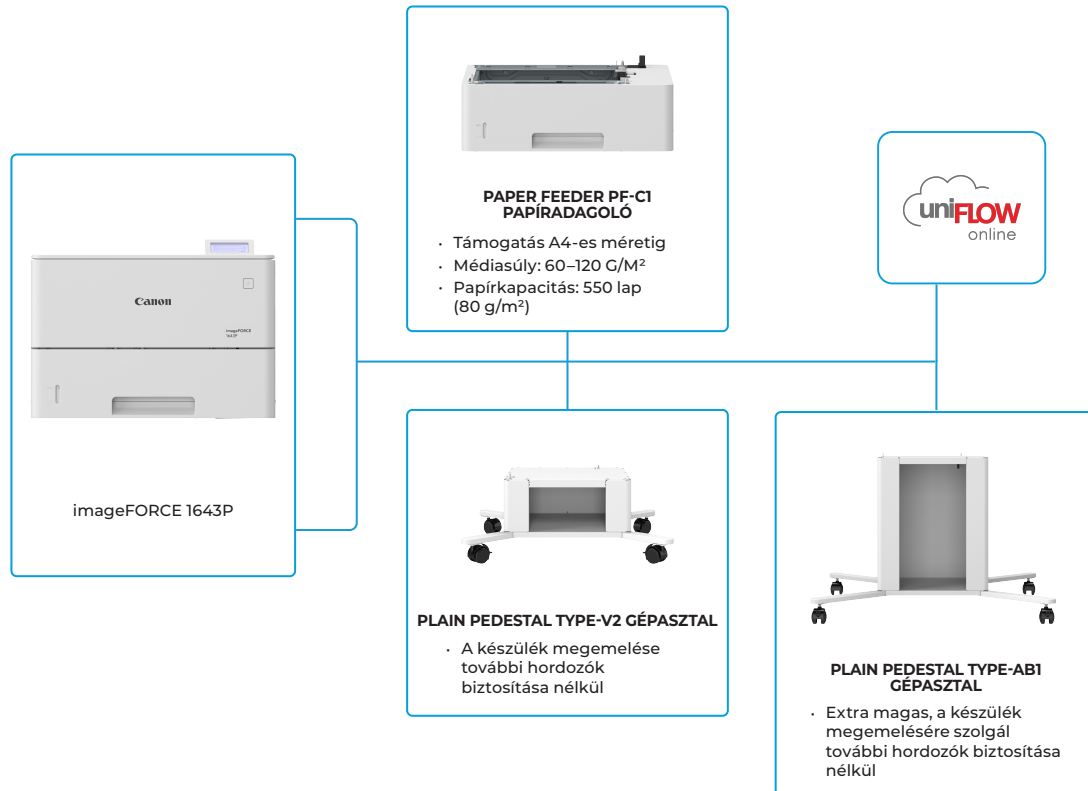 PAPER FEEDER PF-C1
PAPÍRADAGOLÓ
· Támogatás A4-es méretig
· Médiasúly: 60–120 G/M²
· Papírkapacitás: 550 lap
(80 g/m²)
uniFLOW
online
Canon
imageFORCE
1643P
imageFORCE 1643P
PLAIN PEDESTAL TYPE-V2 GÉPASZTAL
· A készülék megemelése
további hordozók
biztosítása nélkül
PLAIN PEDESTAL TYPE-AB1
GÉPASZTAL
· Extra magas, a készülék
megemelésére szolgál
további hordozók biztosítása
nélkül